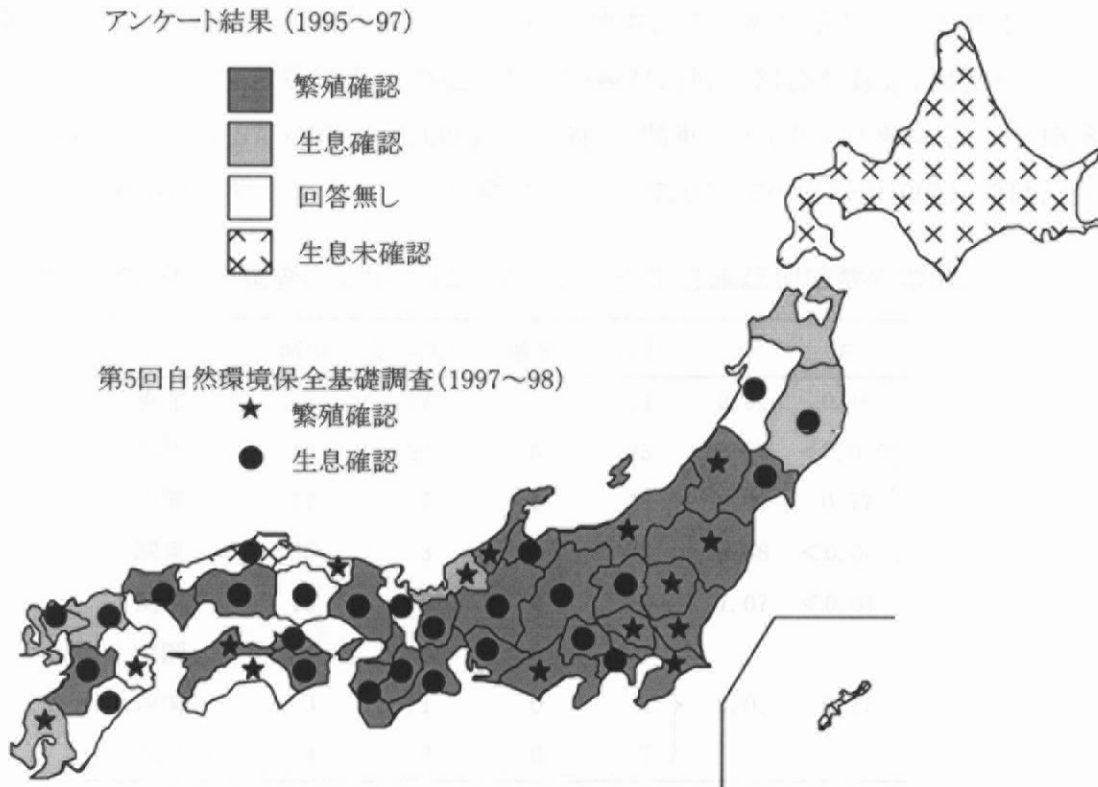 アンケート結果 (1995～97)
繁殖確認
生息確認
回答無し
生息未確認
第5回自然環境保全基礎調査(1997～98)
繁殖確認
生息確認